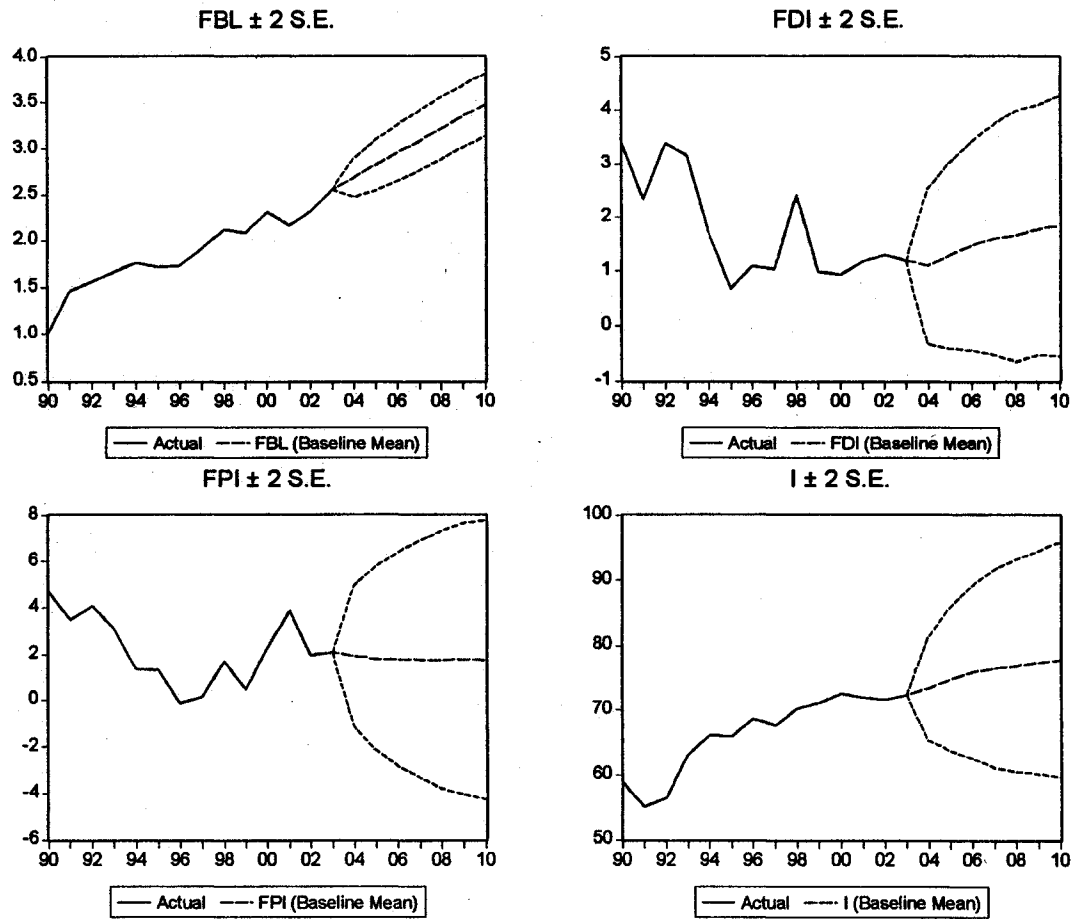 FBL ± 2 S.E.
4.0
3.5
3.0
2.5
2.0
1.5
1.0
0.5
90 92 94 96 98 00 02 04 06 08 10
Actual FBL (Baseline Mean)
FDI ± 2 S.E.
5
4
3
2
1
0
-1
90 92 94 96 98 00 02 04 06 08 10
Actual FDI (Baseline Mean)
FPI ± 2 S.E.
8
6
4
2
0
-2
-4
-6
90 92 94 96 98 00 02 04 06 08 10
Actual FPI (Baseline Mean)
I ± 2 S.E.
100
90
80
70
60
50
90 92 94 96 98 00 02 04 06 08 10
Actual I (Baseline Mean)